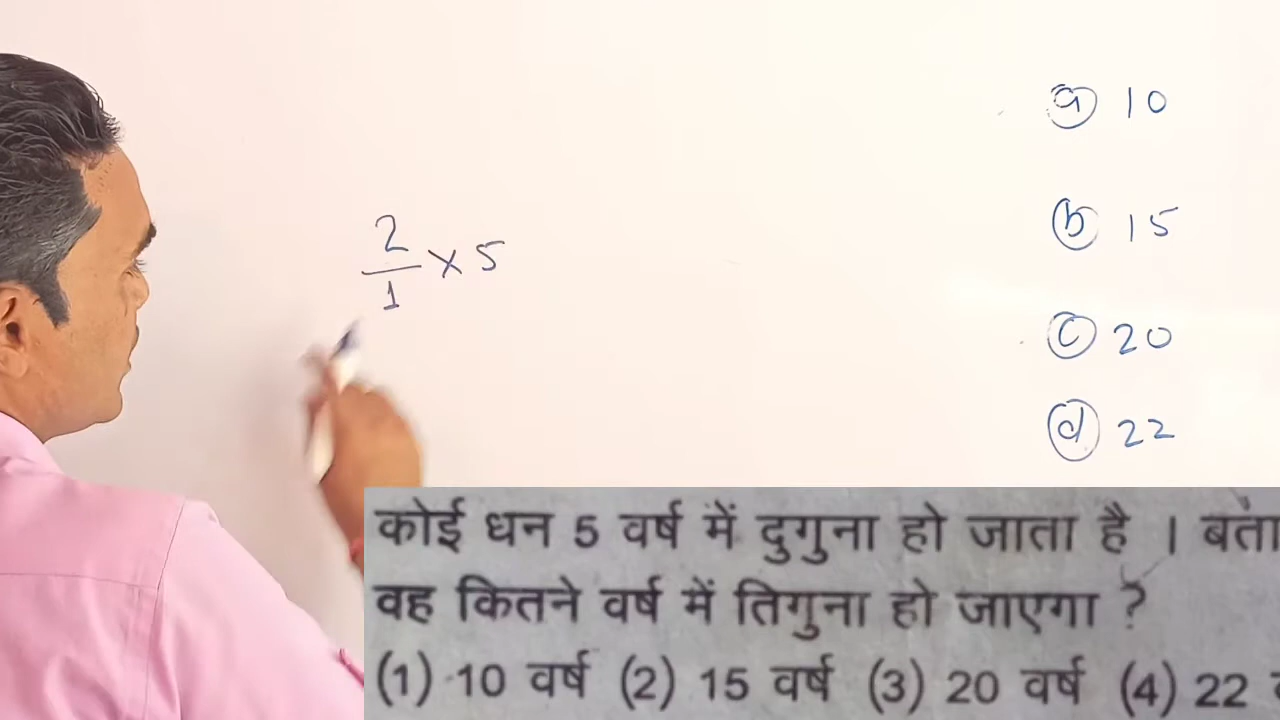 2/1 × 5
ⓐ 10
ⓑ 15
ⓒ 20
ⓓ 22
कोई धन 5 वर्ष में दुगुना हो जाता है । बता
वह कितने वर्ष में तिगुना हो जाएगा ?
(1) 10 वर्ष (2) 15 वर्ष (3) 20 वर्ष (4) 22